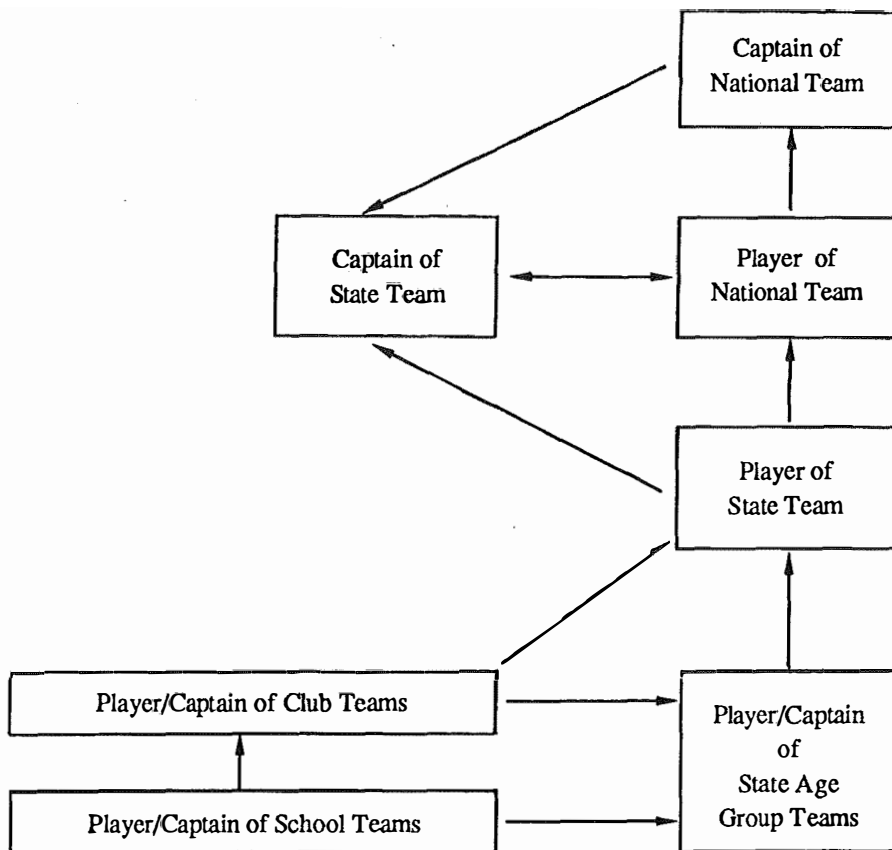 Captain of
National Team
Captain of
State Team
Player of
National Team
Player of
State Team
Player/Captain of Club Teams
Player/Captain
of
State Age
Group Teams
Player/Captain of School Teams